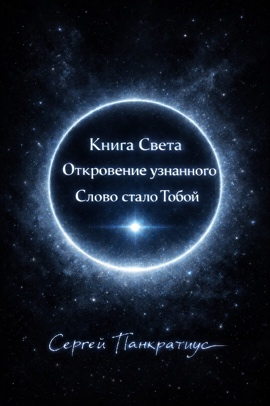 Книга Света
Откровение узнанного
Слово стало Тобой
Сергей Панкратиус